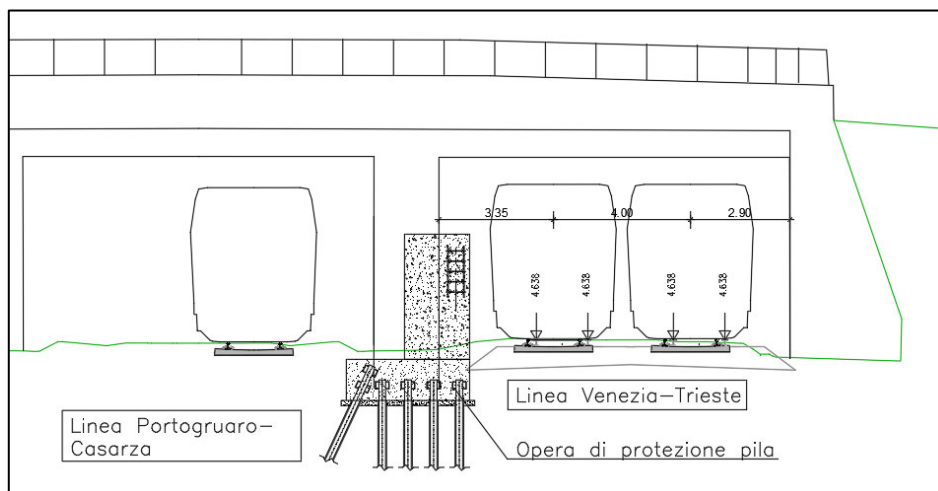 3.35
4.00
2.90
4.638
4.638
4.638
4.638
Linea Portogruaro-
Casarza
Linea Venezia-Trieste
Opera di protezione pila